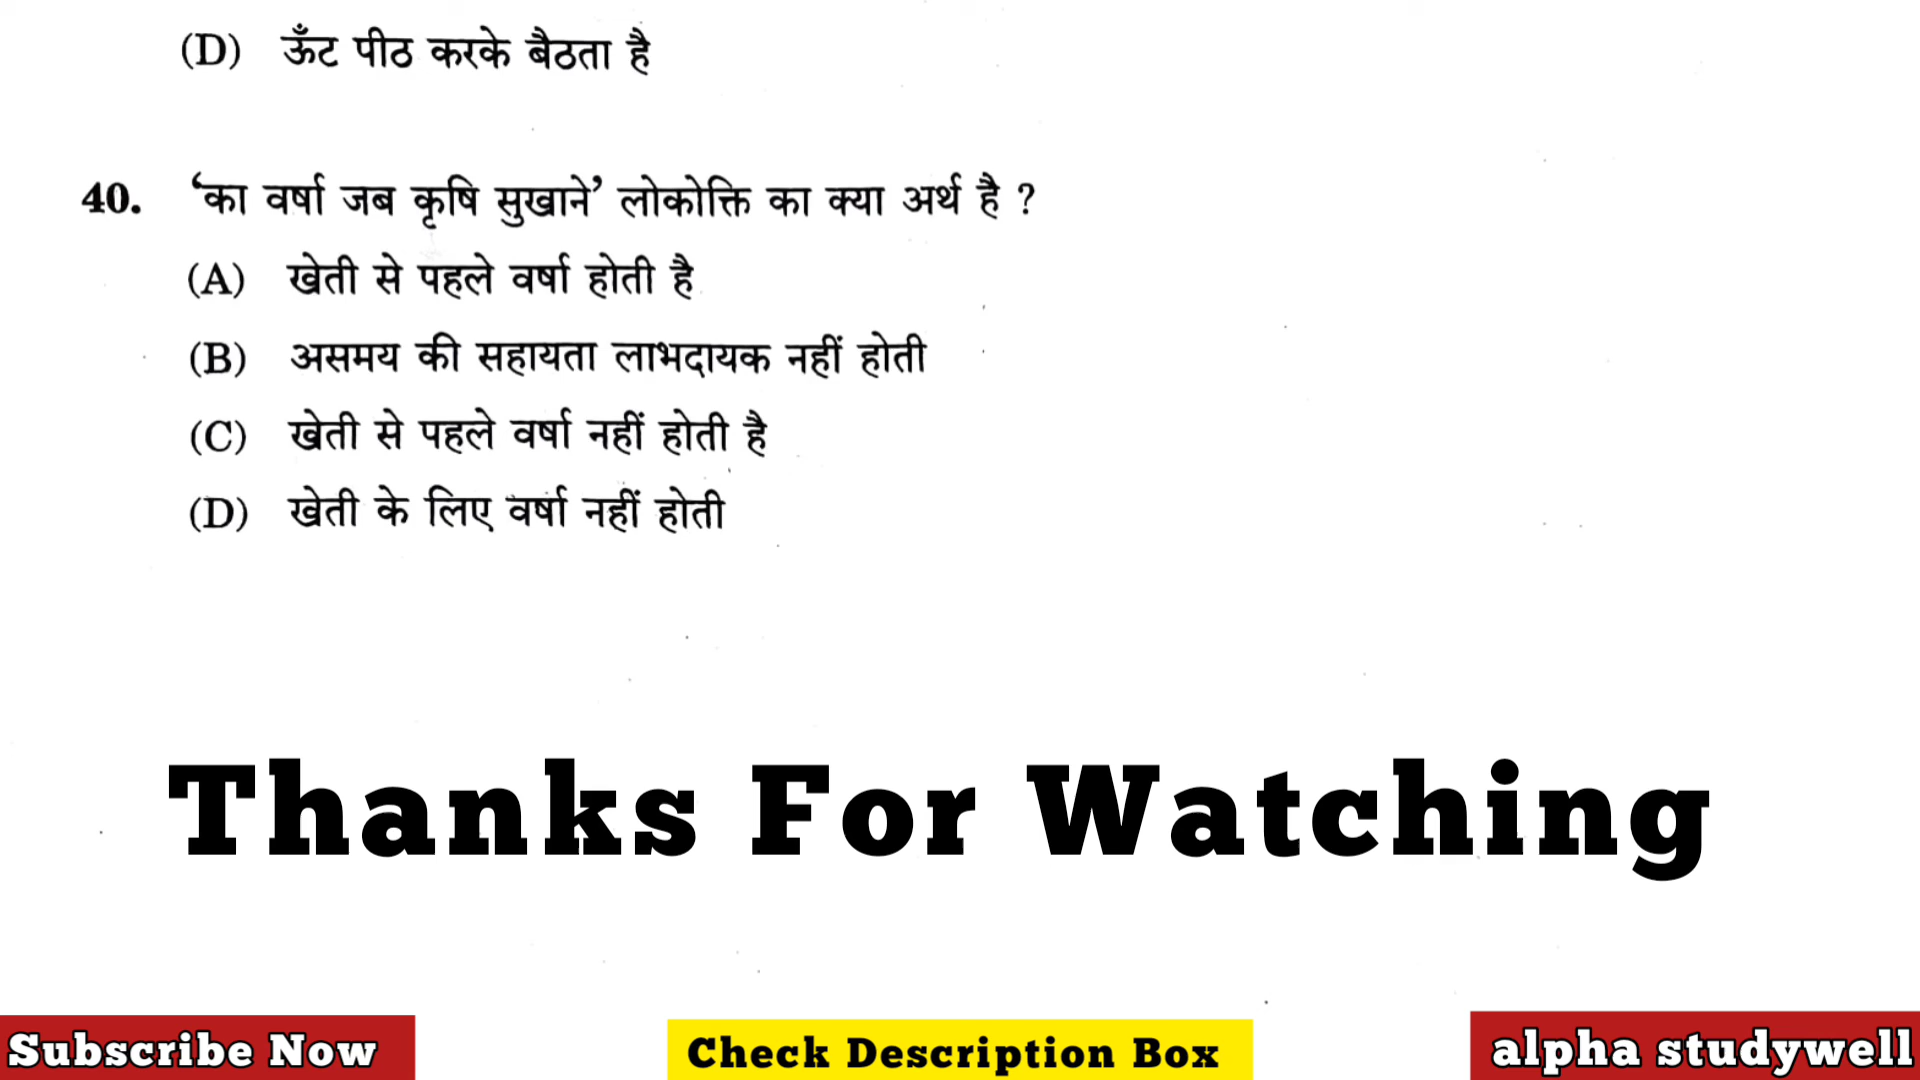 (D) ऊँट पीठ करके बैठता है
40. ‘का वर्षा जब कृषि सुखाने’ लोकोक्ति का क्या अर्थ है ?
(A) खेती से पहले वर्षा होती है
(B) असमय की सहायता लाभदायक नहीं होती
(C) खेती से पहले वर्षा नहीं होती है
(D) खेती के लिए वर्षा नहीं होती
Thanks For Watching
Subscribe Now
Check Description Box
alpha studywell